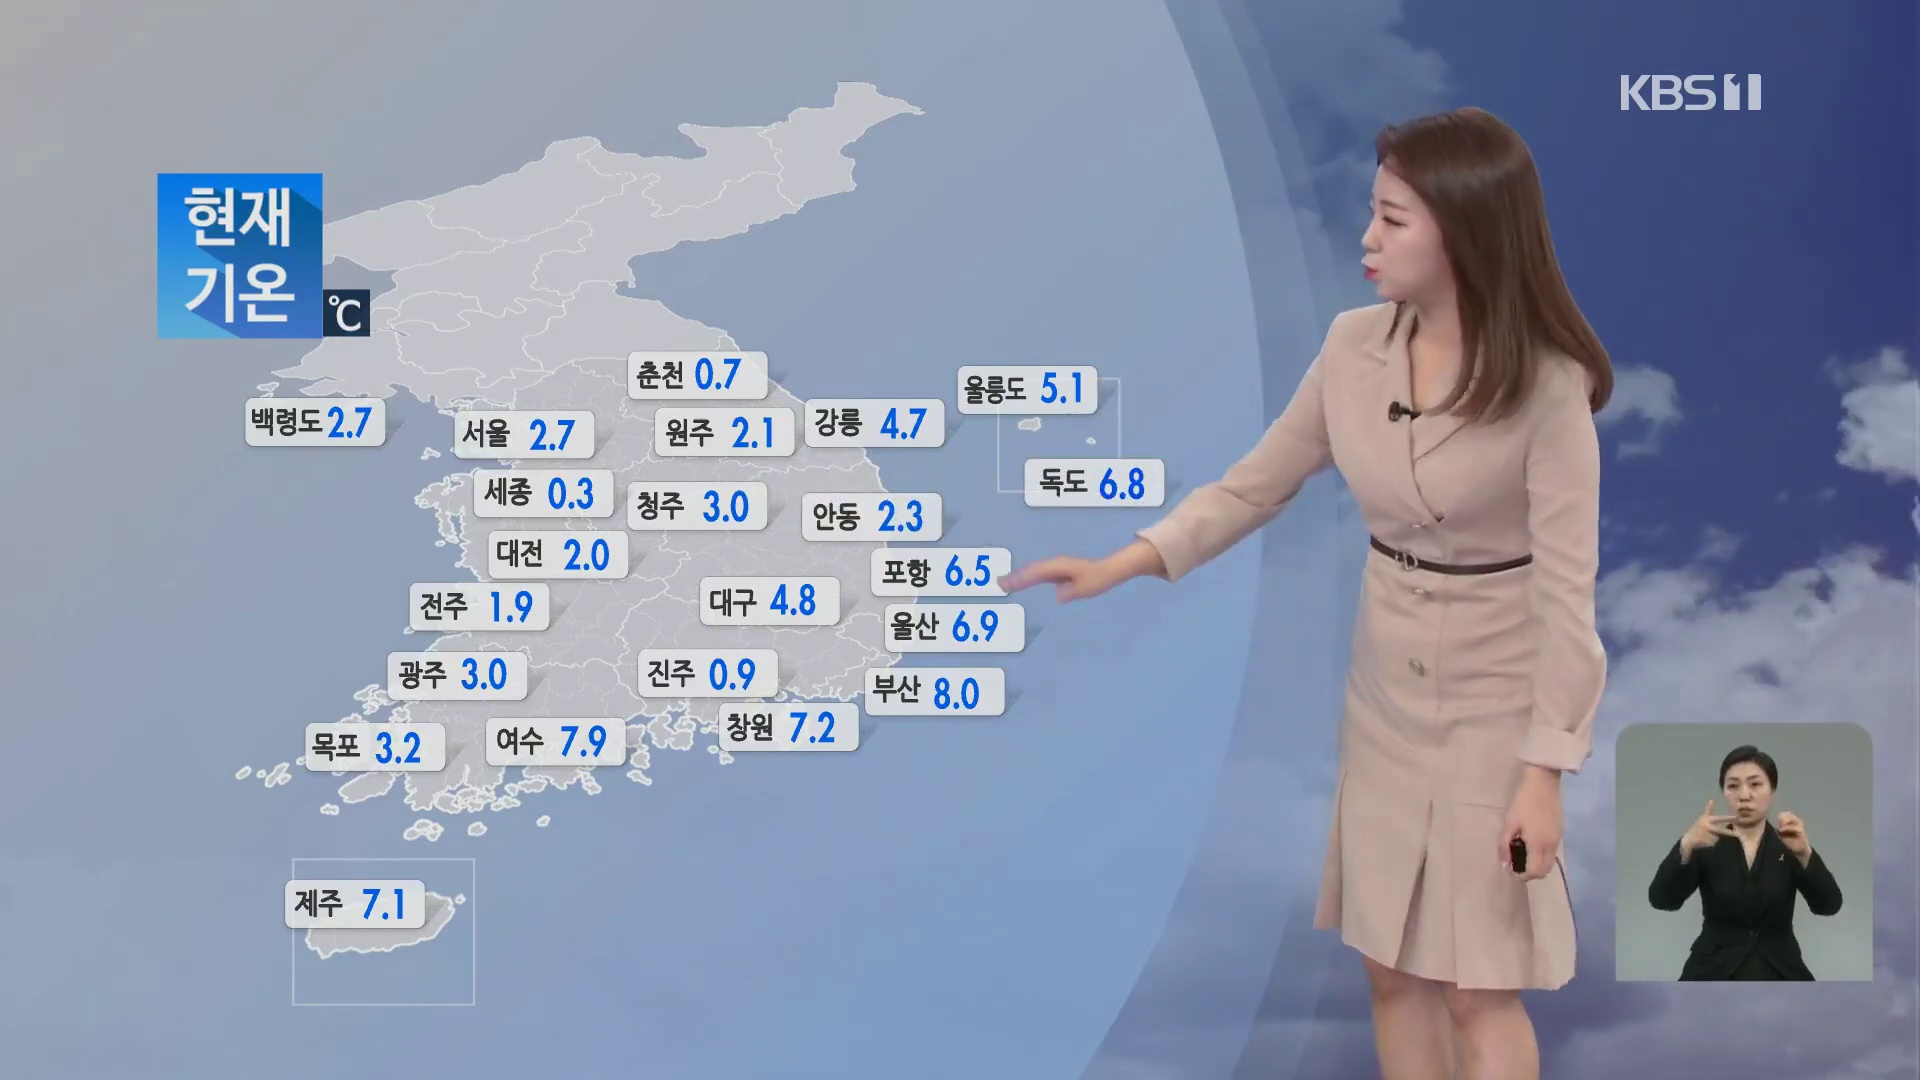 KBS 1
현재
기온
℃
춘천 0.7
울릉도 5.1
백령도 2.7
서울 2.7
원주 2.1
강릉 4.7
독도 6.8
세종 0.3
청주 3.0
안동 2.3
대전 2.0
포항 6.5
전주 1.9
대구 4.8
울산 6.9
광주 3.0
진주 0.9
부산 8.0
목포 3.2
여수 7.9
창원 7.2
제주 7.1